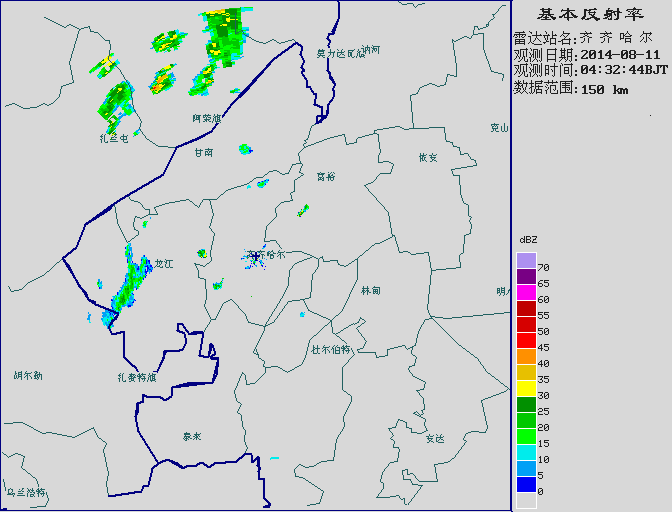 基本反射率
雷达站名:齐齐哈尔
观测日期:2014-08-11
观测时间:04:32:44BJT
数据范围:150 km
莫力达瓦旗
讷河
阿荣旗
克山
扎兰屯
甘南
依安
富裕
齐齐哈尔
龙江
林甸
明水
杜尔伯特
胡尔勒
扎赉特旗
泰来
安达
乌兰浩特
dBZ
70
65
60
55
50
45
40
35
30
25
20
15
10
5
0